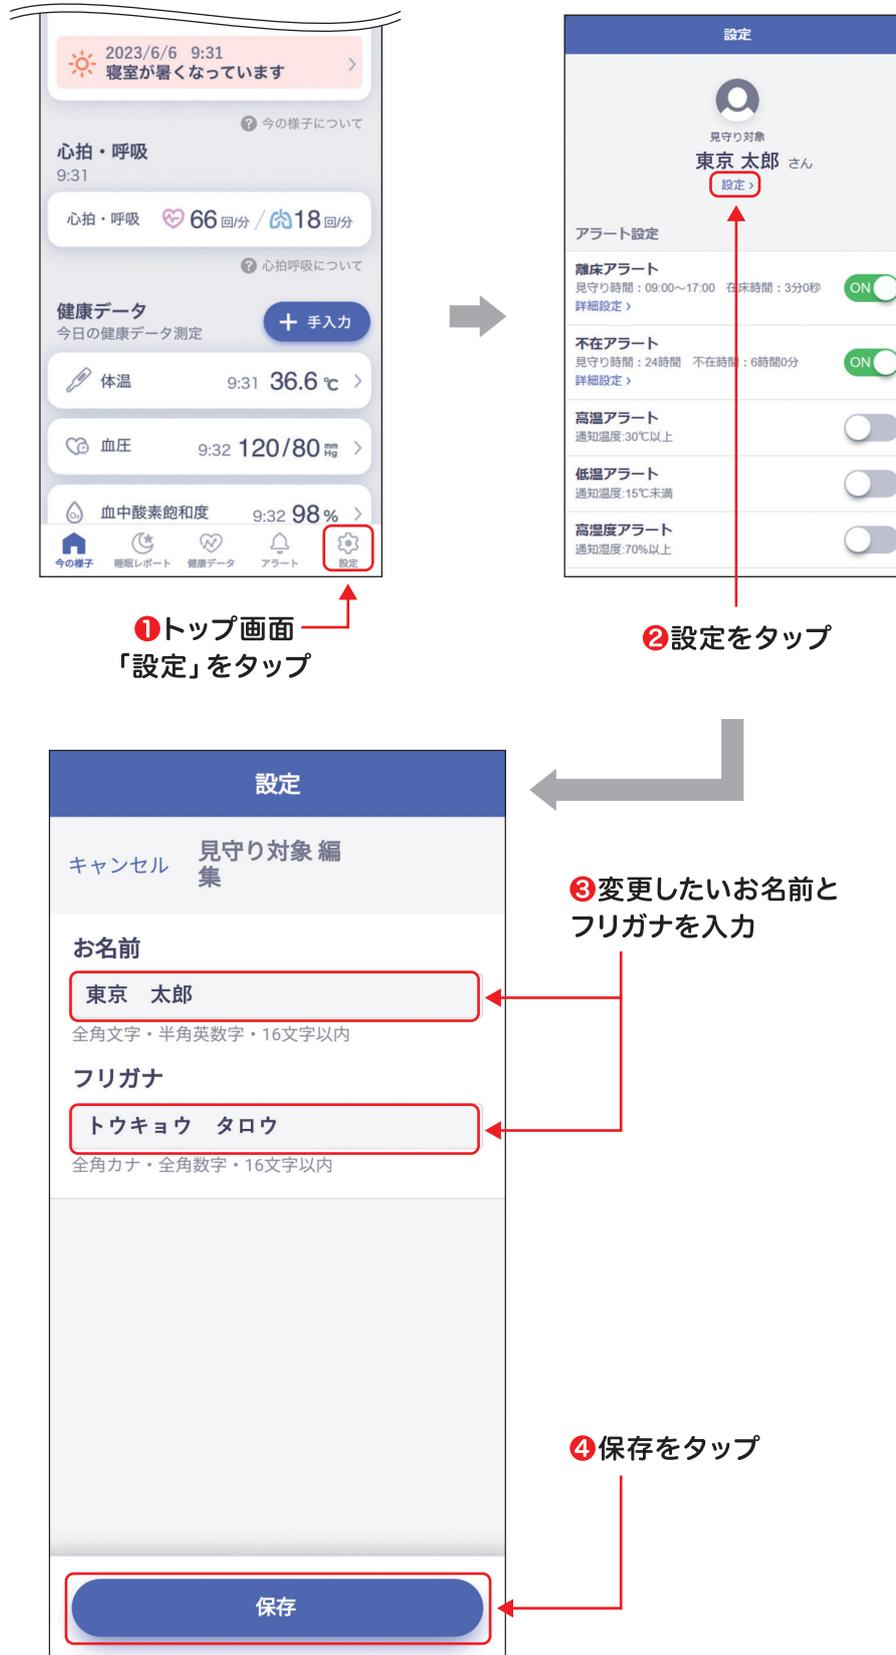 2023/6/6 9:31
寝室が暑くなっています
今の様子について
心拍・呼吸
9:31
心拍・呼吸 66 回/分 / 18 回/分
心拍呼吸について
健康データ
今日の健康データ測定
+ 手入力
体温 9:31 36.6 ℃
血圧 9:32 120/80 mmHg
血中酸素飽和度 9:32 98 %
今の様子 睡眠レポート 健康データ アラート 設定
❶トップ画面
「設定」をタップ
設定
見守り対象
東京 太郎 さん
設定 ›
アラート設定
離床アラート
見守り時間：09:00～17:00 在床時間：3分0秒
詳細設定 ›
ON
不在アラート
見守り時間：24時間 不在時間：6時間0分
詳細設定 ›
ON
高温アラート
通知温度:30℃以上
低温アラート
通知温度:15℃未満
高湿度アラート
通知湿度:70%以上
❷設定をタップ
設定
キャンセル 見守り対象 編
集
お名前
東京　太郎
全角文字・半角英数字・16文字以内
フリガナ
トウキョウ　タロウ
全角カナ・全角数字・16文字以内
❸変更したいお名前と
フリガナを入力
❹保存をタップ
保存